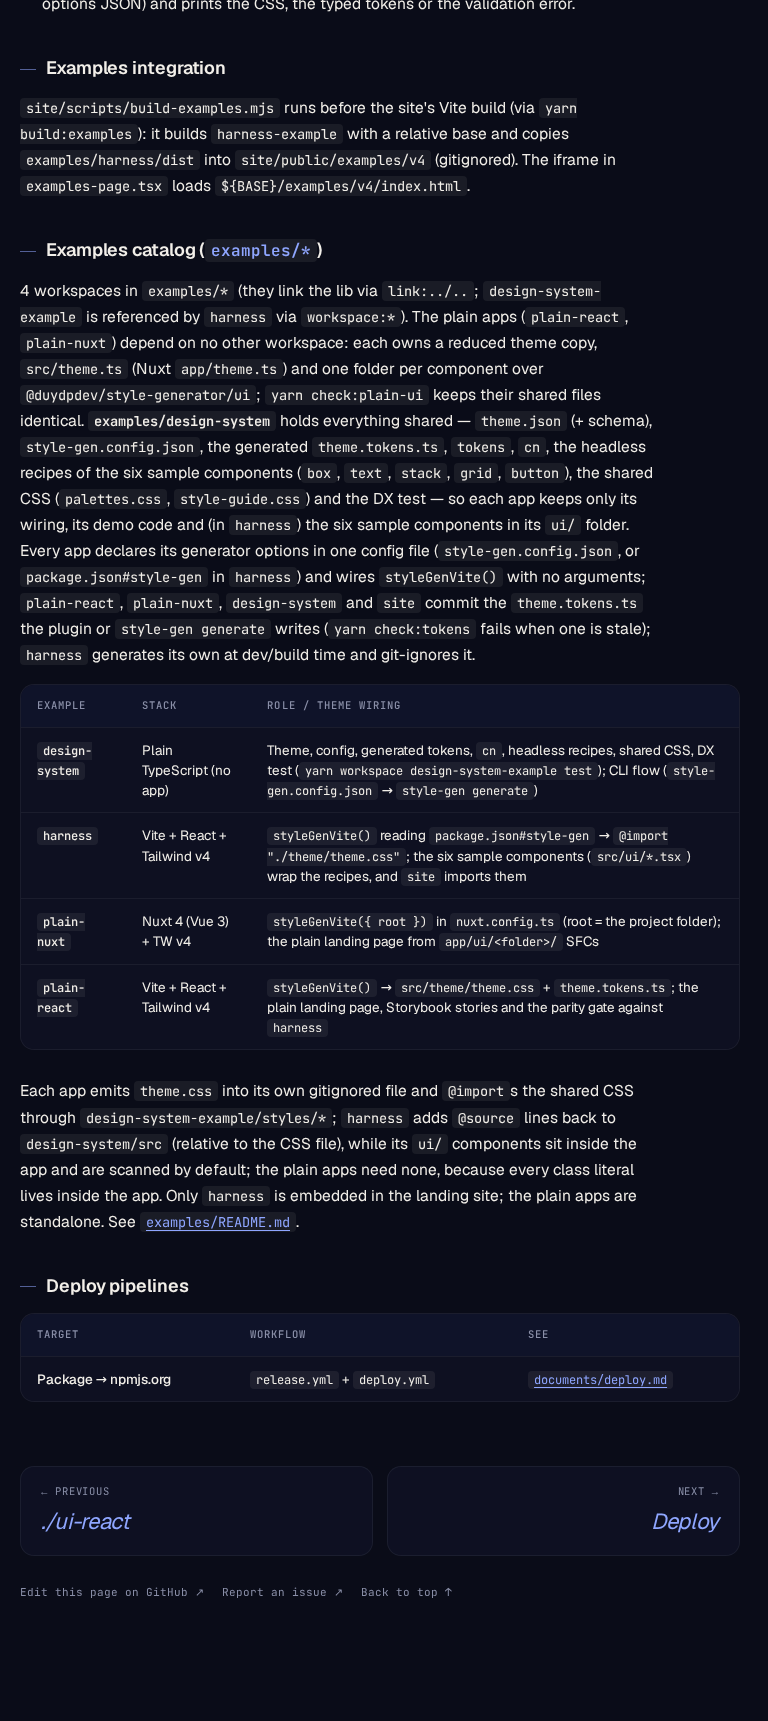 options JSON) and prints the CSS, the typed tokens or the validation error.
— Examples integration
site/scripts/build-examples.mjs runs before the site's Vite build (via yarn
build:examples): it builds harness-example with a relative base and copies
examples/harness/dist into site/public/examples/v4 (gitignored). The iframe in
examples-page.tsx loads ${BASE}/examples/v4/index.html.
— Examples catalog (examples/*)
4 workspaces in examples/* (they link the lib via link:../..; design-system-
example is referenced by harness via workspace:*). The plain apps (plain-react,
plain-nuxt) depend on no other workspace: each owns a reduced theme copy,
src/theme.ts (Nuxt app/theme.ts) and one folder per component over
@duydpdev/style-generator/ui; yarn check:plain-ui keeps their shared files
identical. examples/design-system holds everything shared — theme.json (+ schema),
style-gen.config.json, the generated theme.tokens.ts, tokens, cn, the headless
recipes of the six sample components (box, text, stack, grid, button), the shared
CSS (palettes.css, style-guide.css) and the DX test — so each app keeps only its
wiring, its demo code and (in harness) the six sample components in its ui/ folder.
Every app declares its generator options in one config file (style-gen.config.json, or
package.json#style-gen in harness) and wires styleGenVite() with no arguments;
plain-react, plain-nuxt, design-system and site commit the theme.tokens.ts
the plugin or style-gen generate writes (yarn check:tokens fails when one is stale);
harness generates its own at dev/build time and git-ignores it.
EXAMPLE STACK ROLE / THEME WIRING
design-
system
Plain
TypeScript (no
app)
Theme, config, generated tokens, cn, headless recipes, shared CSS, DX
test (yarn workspace design-system-example test); CLI flow (style-
gen.config.json → style-gen generate)
harness
Vite + React +
Tailwind v4
styleGenVite() reading package.json#style-gen → @import
"./theme/theme.css"; the six sample components (src/ui/*.tsx)
wrap the recipes, and site imports them
plain-
nuxt
Nuxt 4 (Vue 3)
+ TW v4
styleGenVite({ root }) in nuxt.config.ts (root = the project folder);
the plain landing page from app/ui/<folder>/ SFCs
plain-
react
Vite + React +
Tailwind v4
styleGenVite() → src/theme/theme.css + theme.tokens.ts; the
plain landing page, Storybook stories and the parity gate against
harness
Each app emits theme.css into its own gitignored file and @imports the shared CSS
through design-system-example/styles/*; harness adds @source lines back to
design-system/src (relative to the CSS file), while its ui/ components sit inside the
app and are scanned by default; the plain apps need none, because every class literal
lives inside the app. Only harness is embedded in the landing site; the plain apps are
standalone. See examples/README.md.
— Deploy pipelines
TARGET WORKFLOW SEE
Package → npmjs.org release.yml + deploy.yml documents/deploy.md
← PREVIOUS
./ui-react
NEXT →
Deploy
Edit this page on GitHub ↗ Report an issue ↗ Back to top ↑